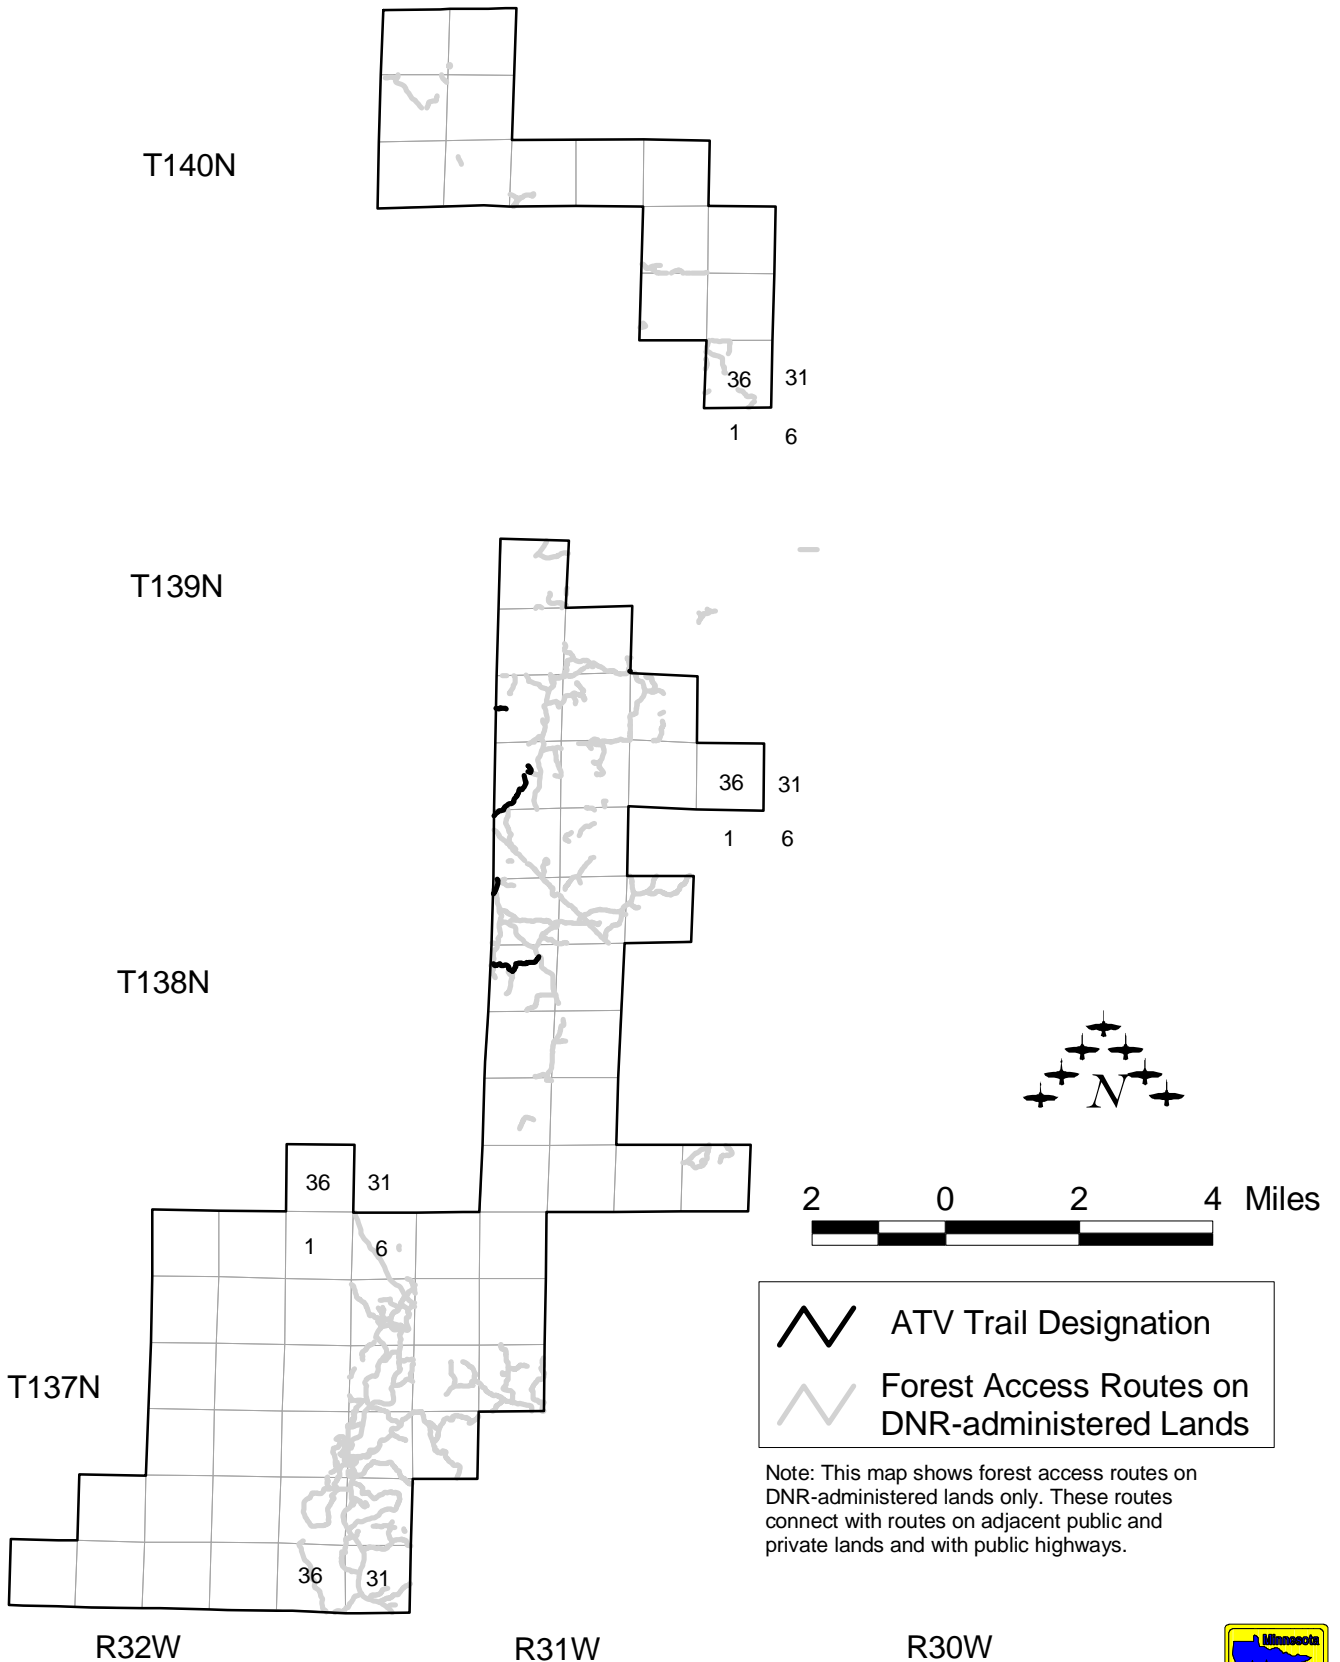 T140N
36 31
1 6
T139N
36 31
1 6
T138N
N
36 31
1 6
2 0 2 4 Miles
ATV Trail Designation
T137N
Forest Access Routes on
DNR-administered Lands
Note: This map shows forest access routes on
DNR-administered lands only. These routes
connect with routes on adjacent public and
private lands and with public highways.
36 31
R32W R31W R30W
Minnesota